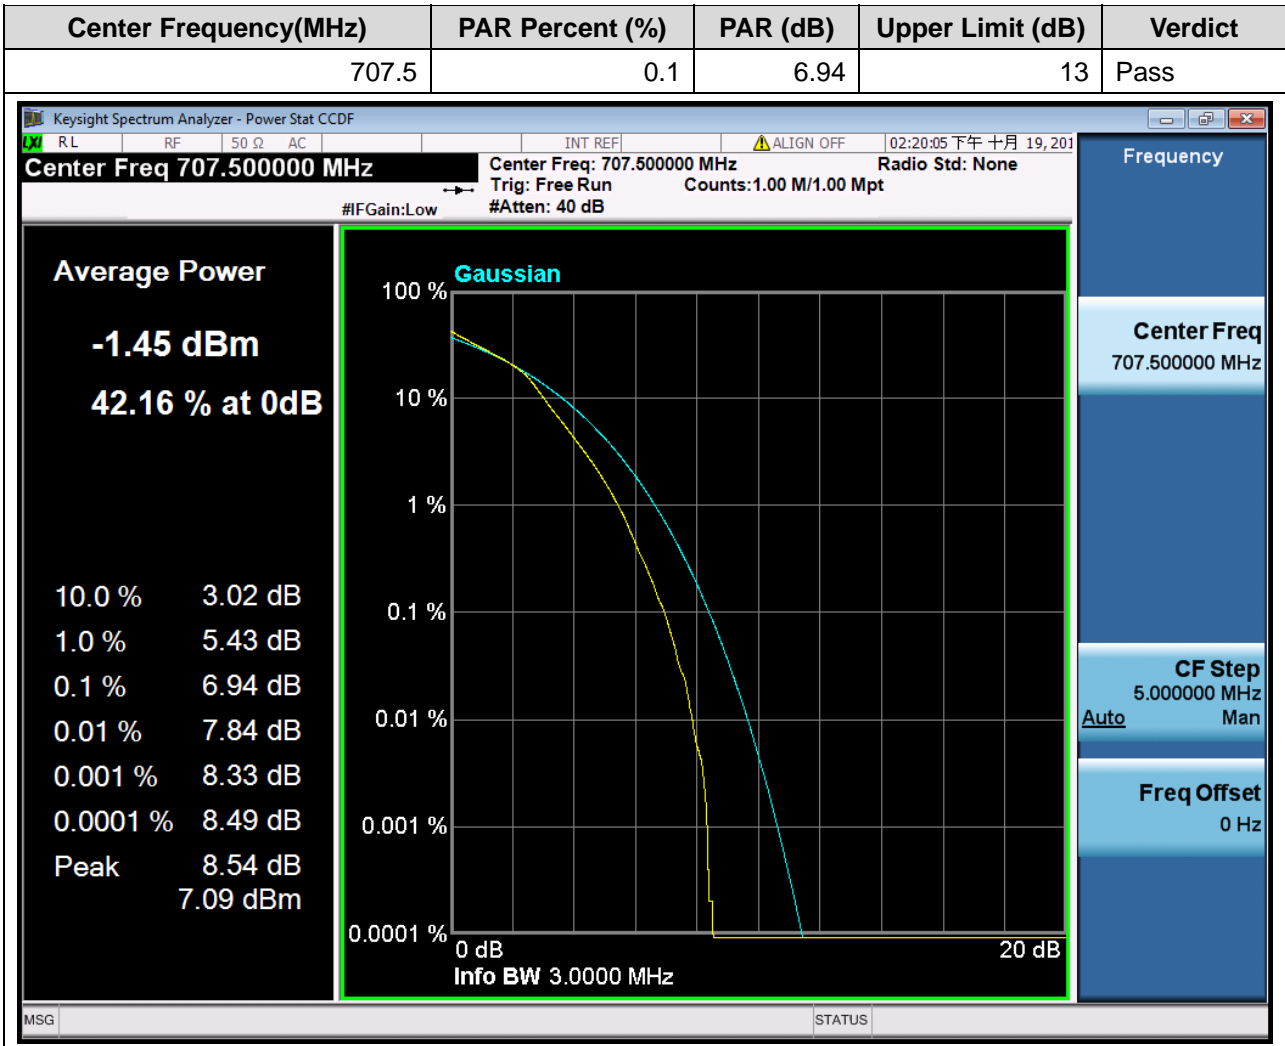 Center Frequency(MHz) PAR Percent (%) PAR (dB) Upper Limit (dB) Verdict
707.5 0.1 6.94 13 Pass
Keysight Spectrum Analyzer - Power Stat CCDF
LXI RL RF 50 Ω AC INT REF ALIGN OFF 02:20:05 下午 十月 19, 201
Center Freq 707.500000 MHz
Center Freq: 707.500000 MHz Radio Std: None
Trig: Free Run Counts:1.00 M/1.00 Mpt
#IFGain:Low #Atten: 40 dB
Average Power
-1.45 dBm
42.16 % at 0dB
10.0 % 3.02 dB
1.0 % 5.43 dB
0.1 % 6.94 dB
0.01 % 7.84 dB
0.001 % 8.33 dB
0.0001 % 8.49 dB
Peak 8.54 dB
7.09 dBm
Gaussian
100 %
10 %
1 %
0.1 %
0.01 %
0.001 %
0.0001 %
0 dB 20 dB
Info BW 3.0000 MHz
Frequency
Center Freq
707.500000 MHz
CF Step
5.000000 MHz
Auto Man
Freq Offset
0 Hz
MSG STATUS